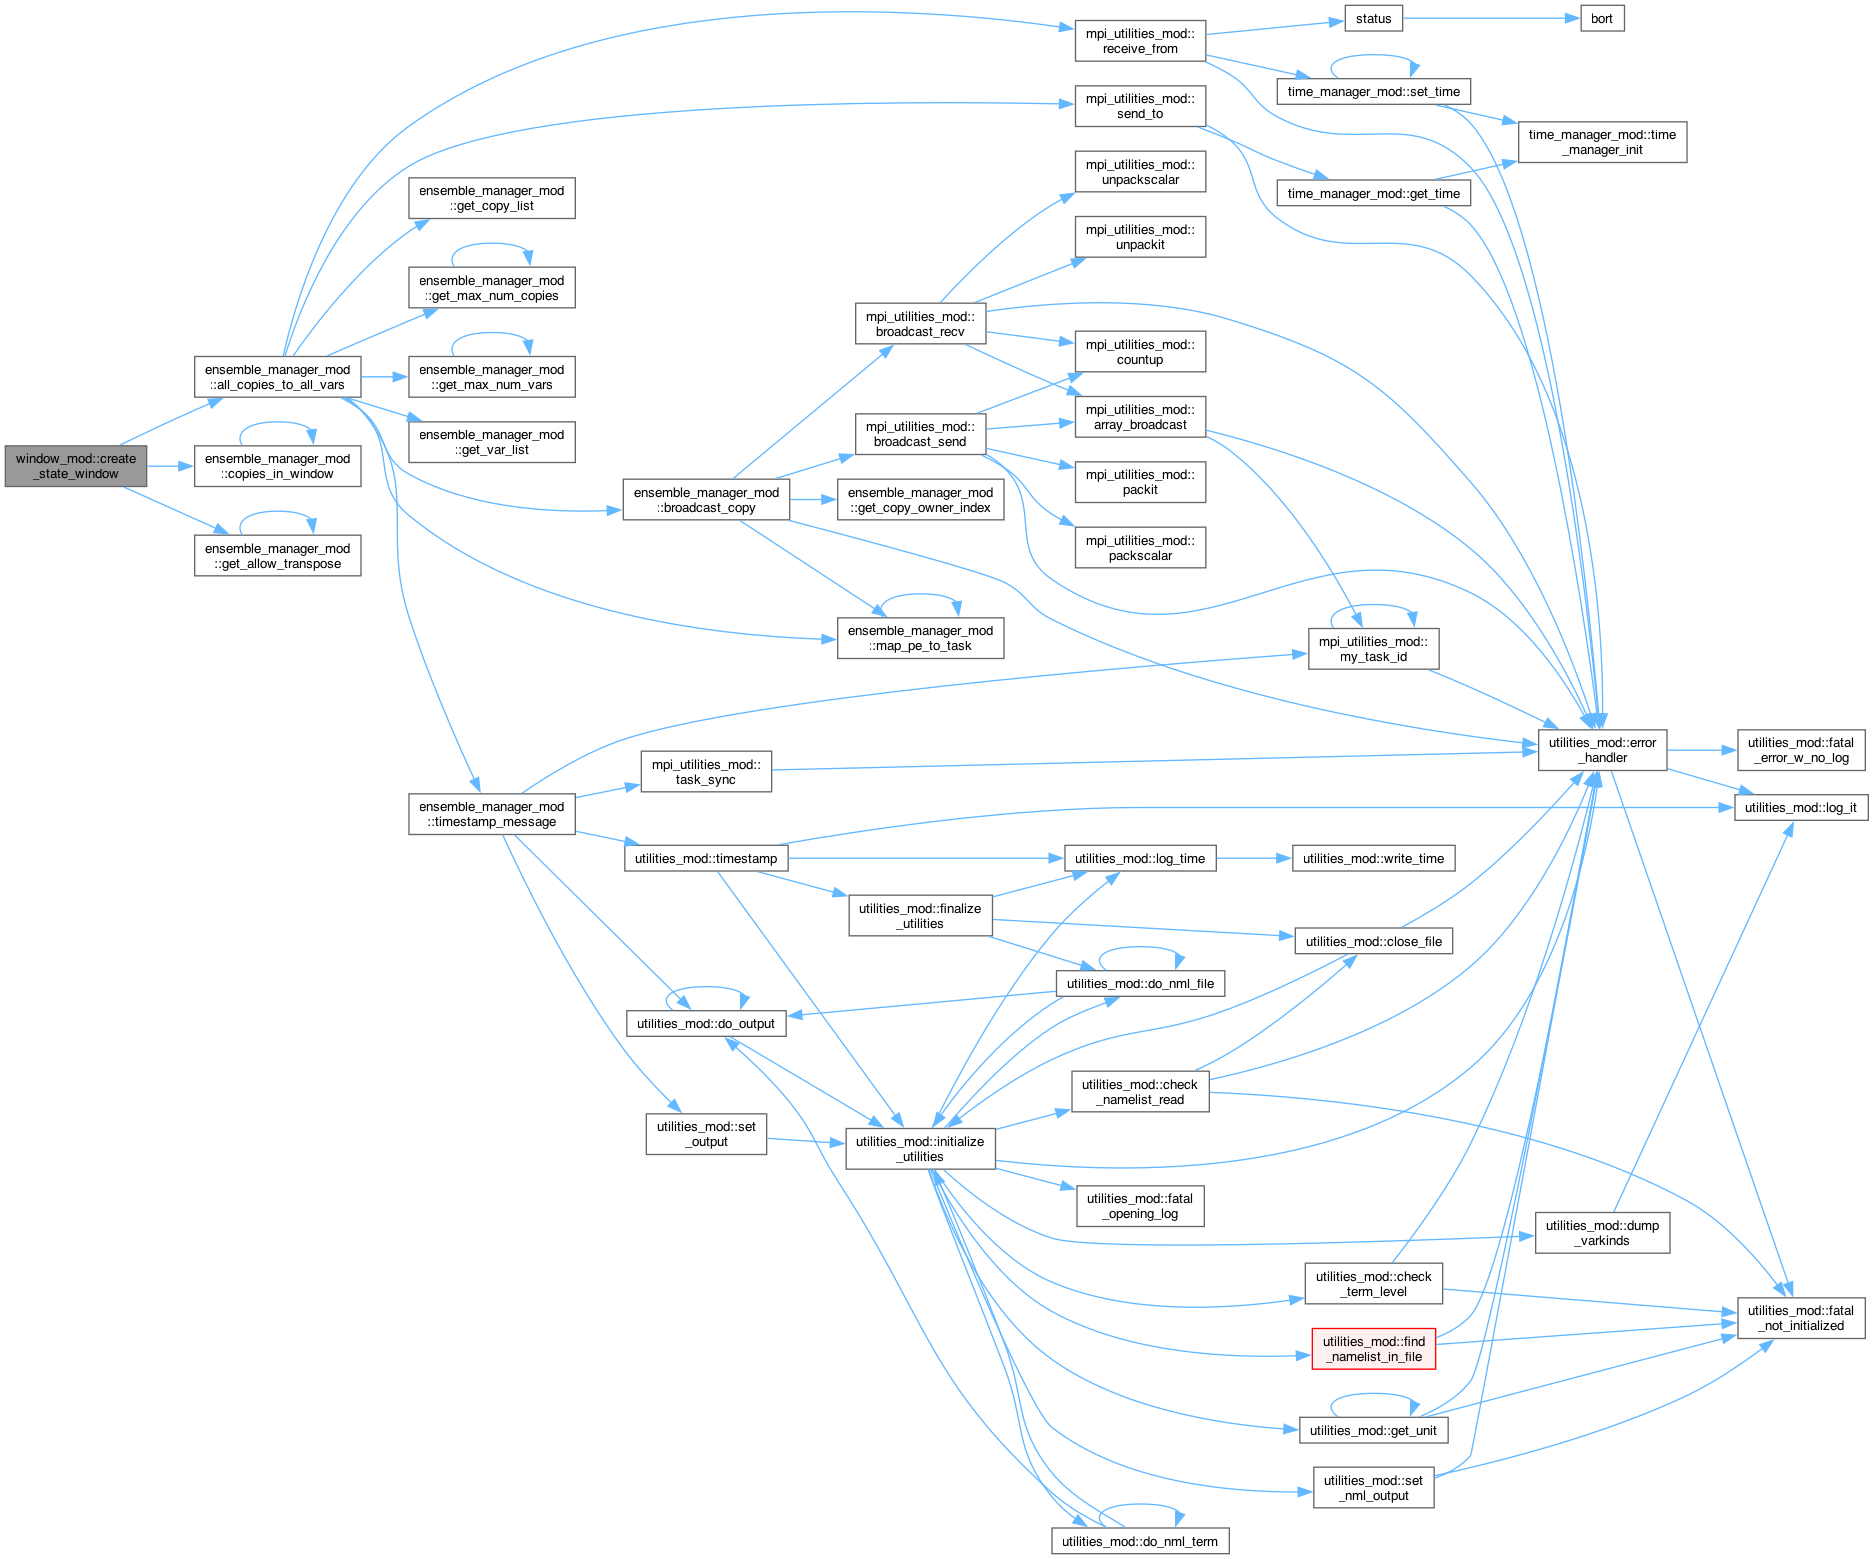 window_mod::create
_state_window
ensemble_manager_mod
::all_copies_to_all_vars
ensemble_manager_mod
::copies_in_window
ensemble_manager_mod
::get_allow_transpose
ensemble_manager_mod
::get_copy_list
ensemble_manager_mod
::get_max_num_copies
ensemble_manager_mod
::get_max_num_vars
ensemble_manager_mod
::get_var_list
ensemble_manager_mod
::timestamp_message
ensemble_manager_mod
::broadcast_copy
mpi_utilities_mod::
task_sync
utilities_mod::timestamp
utilities_mod::do_output
utilities_mod::set
_output
mpi_utilities_mod::
broadcast_recv
mpi_utilities_mod::
broadcast_send
ensemble_manager_mod
::get_copy_owner_index
ensemble_manager_mod
::map_pe_to_task
utilities_mod::finalize
_utilities
utilities_mod::initialize
_utilities
mpi_utilities_mod::
receive_from
mpi_utilities_mod::
send_to
mpi_utilities_mod::
unpackscalar
mpi_utilities_mod::
unpackit
mpi_utilities_mod::
countup
mpi_utilities_mod::
array_broadcast
mpi_utilities_mod::
packit
mpi_utilities_mod::
packscalar
utilities_mod::log_time
utilities_mod::do_nml_file
utilities_mod::check
_namelist_read
utilities_mod::fatal
_opening_log
utilities_mod::do_nml_term
status
time_manager_mod::set_time
time_manager_mod::get_time
mpi_utilities_mod::
my_task_id
utilities_mod::write_time
utilities_mod::close_file
utilities_mod::check
_term_level
utilities_mod::find
_namelist_in_file
utilities_mod::get_unit
utilities_mod::set
_nml_output
bort
time_manager_mod::time
_manager_init
utilities_mod::error
_handler
utilities_mod::dump
_varkinds
utilities_mod::fatal
_error_w_no_log
utilities_mod::log_it
utilities_mod::fatal
_not_initialized